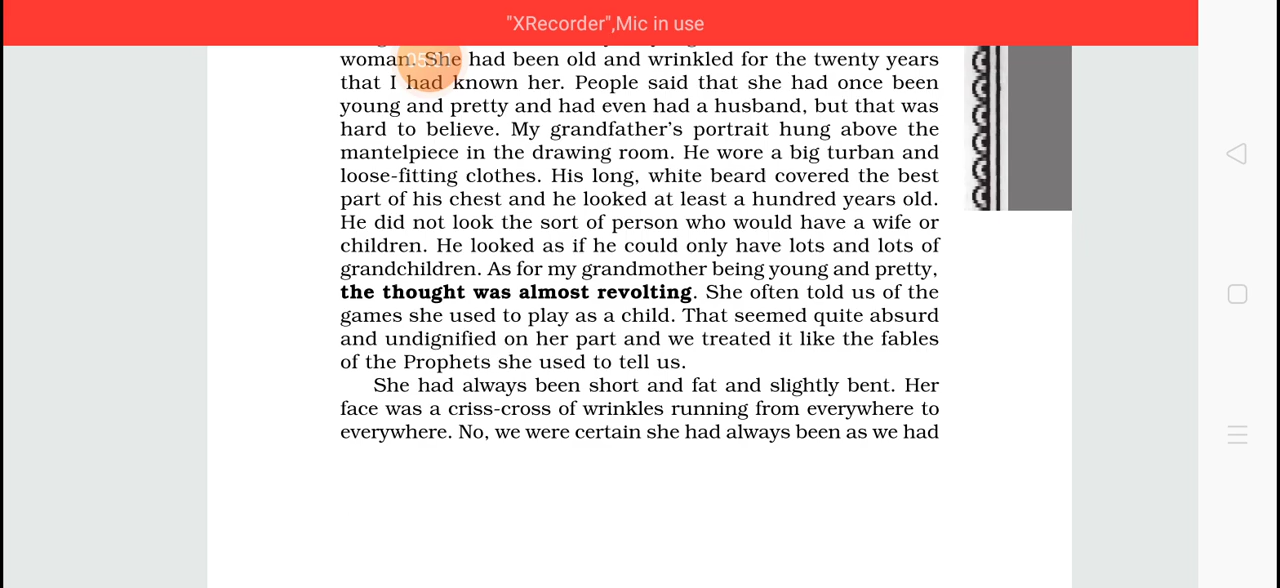 "XRecorder",Mic in use
woman. She had been old and wrinkled for the twenty years
that I had known her. People said that she had once been
young and pretty and had even had a husband, but that was
hard to believe. My grandfather's portrait hung above the
mantelpiece in the drawing room. He wore a big turban and
loose-fitting clothes. His long, white beard covered the best
part of his chest and he looked at least a hundred years old.
He did not look the sort of person who would have a wife or
children. He looked as if he could only have lots and lots of
grandchildren. As for my grandmother being young and pretty,
the thought was almost revolting. She often told us of the
games she used to play as a child. That seemed quite absurd
and undignified on her part and we treated it like the fables
of the Prophets she used to tell us.
She had always been short and fat and slightly bent. Her
face was a criss-cross of wrinkles running from everywhere to
everywhere. No, we were certain she had always been as we had